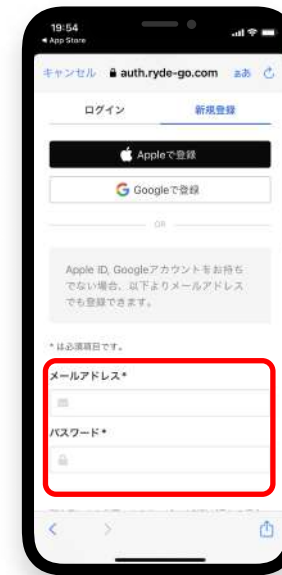 19:54
◀ App Store
キャンセル auth.ryde-go.com ああ
ログイン 新規登録
Appleで登録
Googleで登録
OR
Apple ID, Googleアカウントをお持ち
でない場合、以下よりメールアドレス
でも登録できます。
* は必須項目です。
メールアドレス*
パスワード*